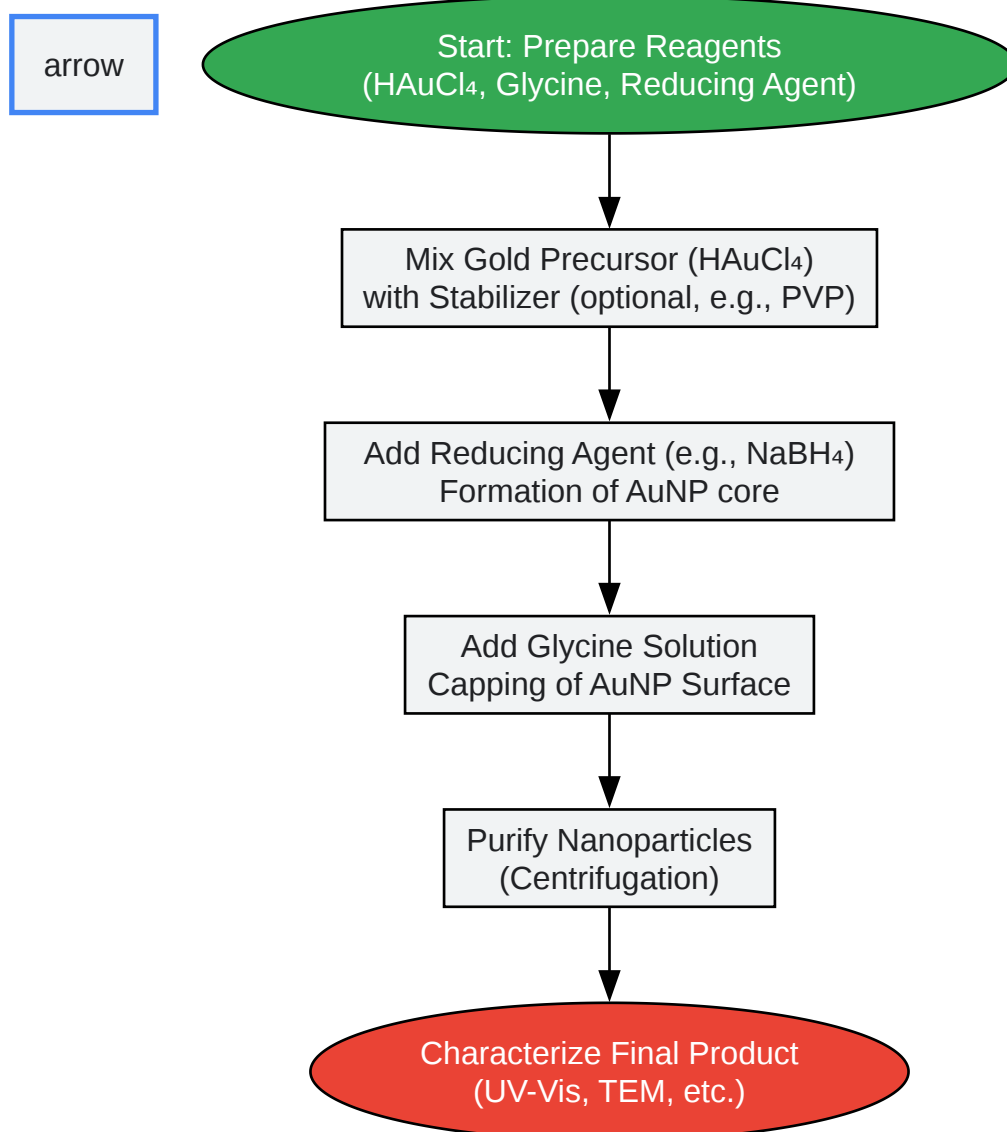 arrow
Start: Prepare Reagents
(HAuCl₄, Glycine, Reducing Agent)
Mix Gold Precursor (HAuCl₄)
with Stabilizer (optional, e.g., PVP)
Add Reducing Agent (e.g., NaBH₄)
Formation of AuNP core
Add Glycine Solution
Capping of AuNP Surface
Purify Nanoparticles
(Centrifugation)
Characterize Final Product
(UV-Vis, TEM, etc.)